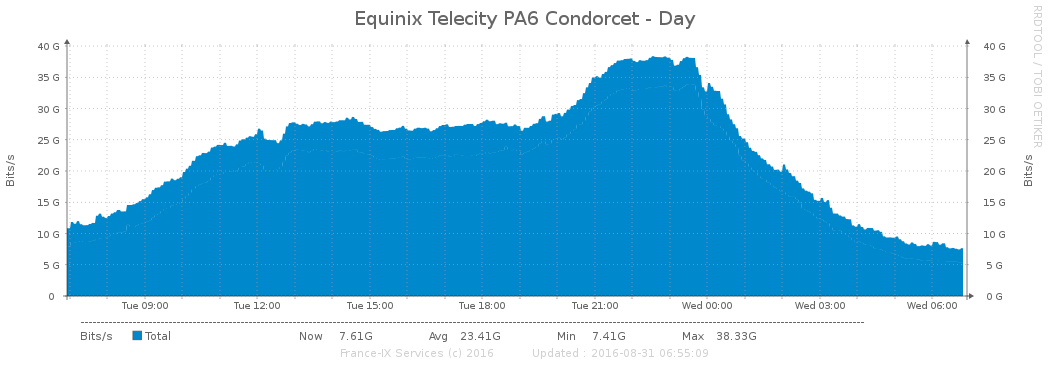 Equinix Telecity PA6 Condorcet - Day
RRDTOOL / TOBI OETIKER
Bits/s
40 G 40 G
35 G 35 G
30 G 30 G
25 G 25 G
20 G 20 G
15 G 15 G
10 G 10 G
5 G 5 G
0 0 G
Bits/s
Tue 09:00 Tue 12:00 Tue 15:00 Tue 18:00 Tue 21:00 Wed 00:00 Wed 03:00 Wed 06:00
Bits/s Total Now 7.61G Avg 23.41G Min 7.41G Max 38.33G
France-IX Services (c) 2016 Updated : 2016-08-31 06:55:09